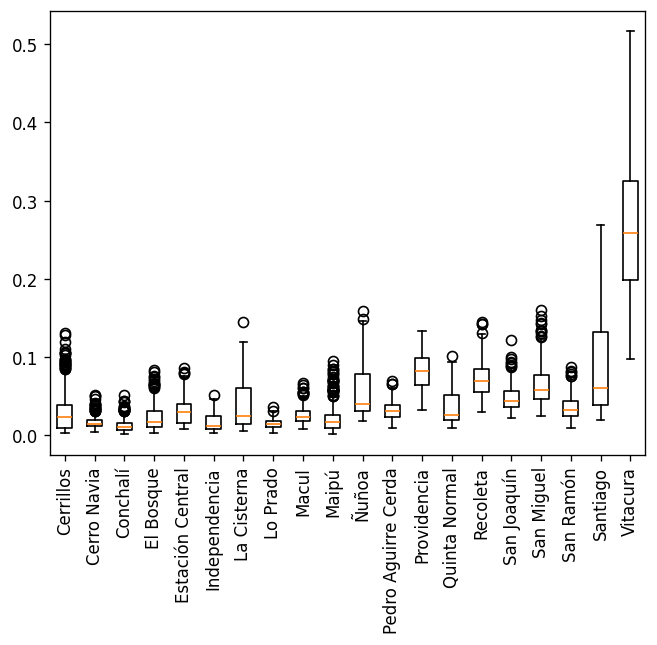 0.5
0.4
0.3
0.2
0.1
0.0
Cerrillos
Cerro Navia
Conchalí
El Bosque
Estación Central
Independencia
La Cisterna
Lo Prado
Macul
Maipú
Ñuñoa
Pedro Aguirre Cerda
Providencia
Quinta Normal
Recoleta
San Joaquín
San Miguel
San Ramón
Santiago
Vitacura